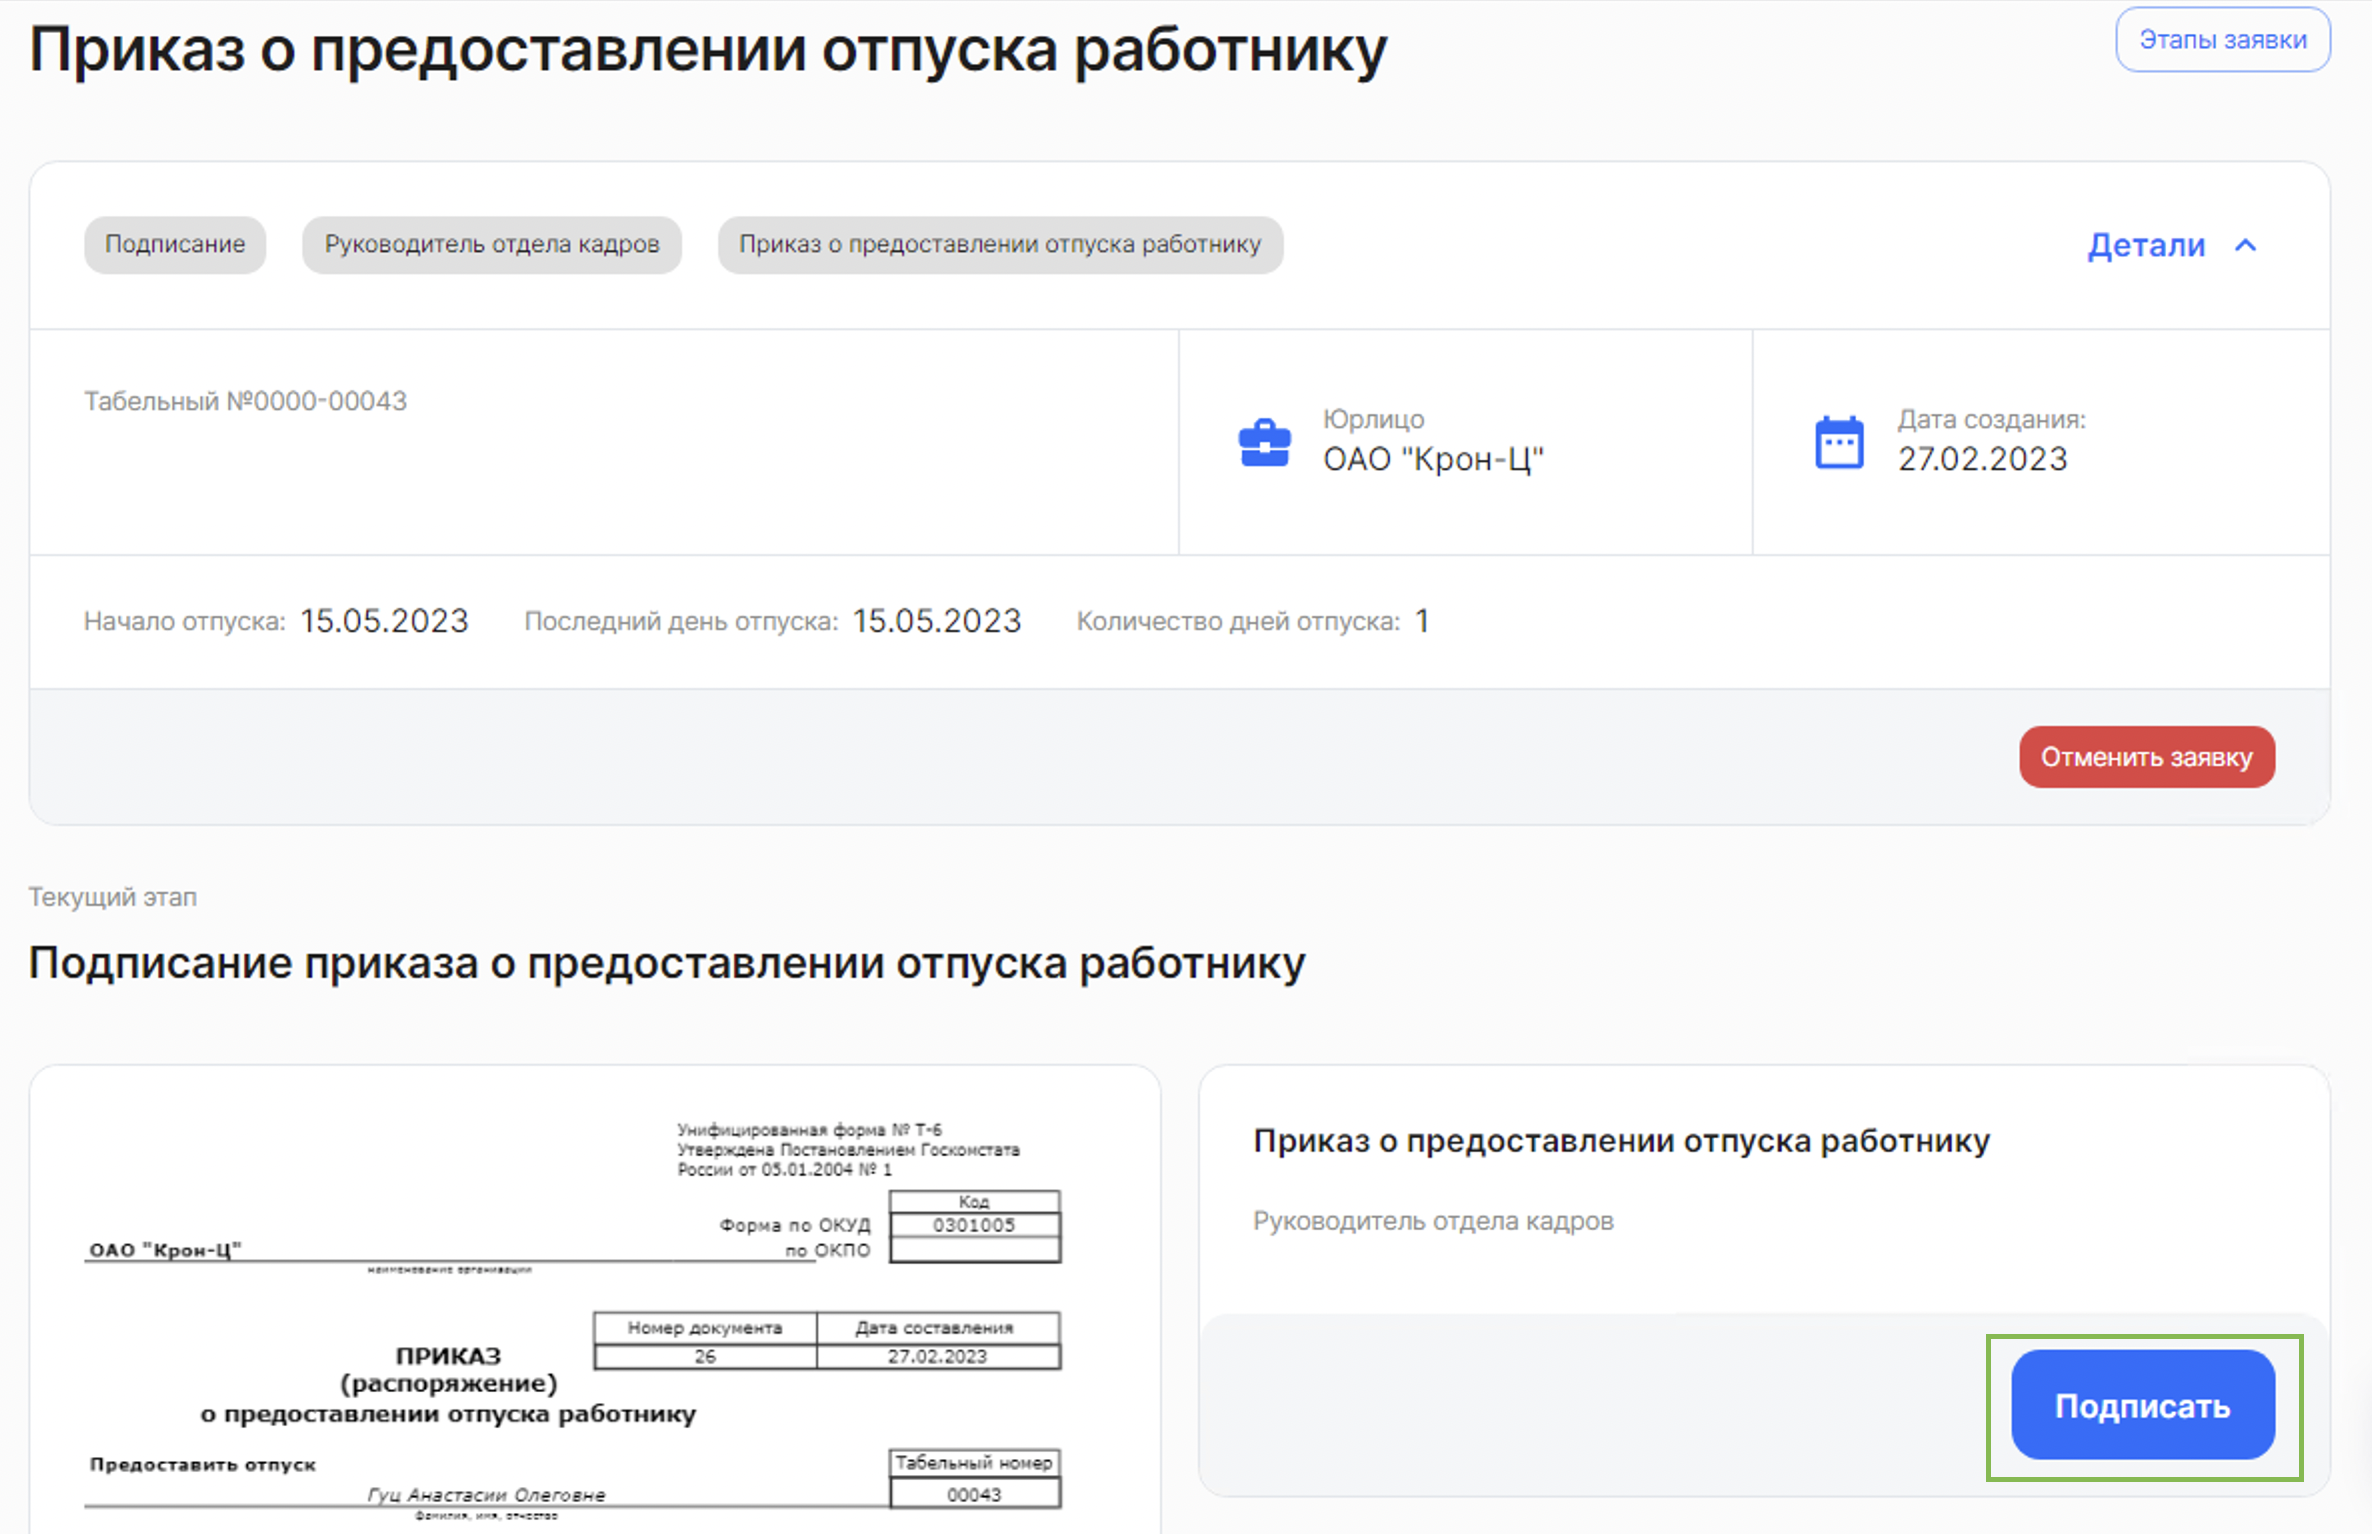 Приказ о предоставлении отпуска работнику
Этапы заявки
Подписание
Руководитель отдела кадров
Приказ о предоставлении отпуска работнику
Детали
Табельный №0000-00043
Юрлицо
ОАО "Крон-Ц"
Дата создания:
27.02.2023
Начало отпуска: 15.05.2023
Последний день отпуска: 15.05.2023
Количество дней отпуска: 1
Отменить заявку
Текущий этап
Подписание приказа о предоставлении отпуска работнику
Унифицированная форма № Т-6
Утверждена Постановлением Госкомстата
России от 05.01.2004 № 1
Код
Форма по ОКУД
0301005
ОАО "Крон-Ц"
по ОКПО
наименование организации
Номер документа
Дата составления
26
27.02.2023
ПРИКАЗ
(распоряжение)
о предоставлении отпуска работнику
Предоставить отпуск
Табельный номер
Гуц Анастасии Олеговне
00043
фамилия, имя, отчество
Приказ о предоставлении отпуска работнику
Руководитель отдела кадров
Подписать